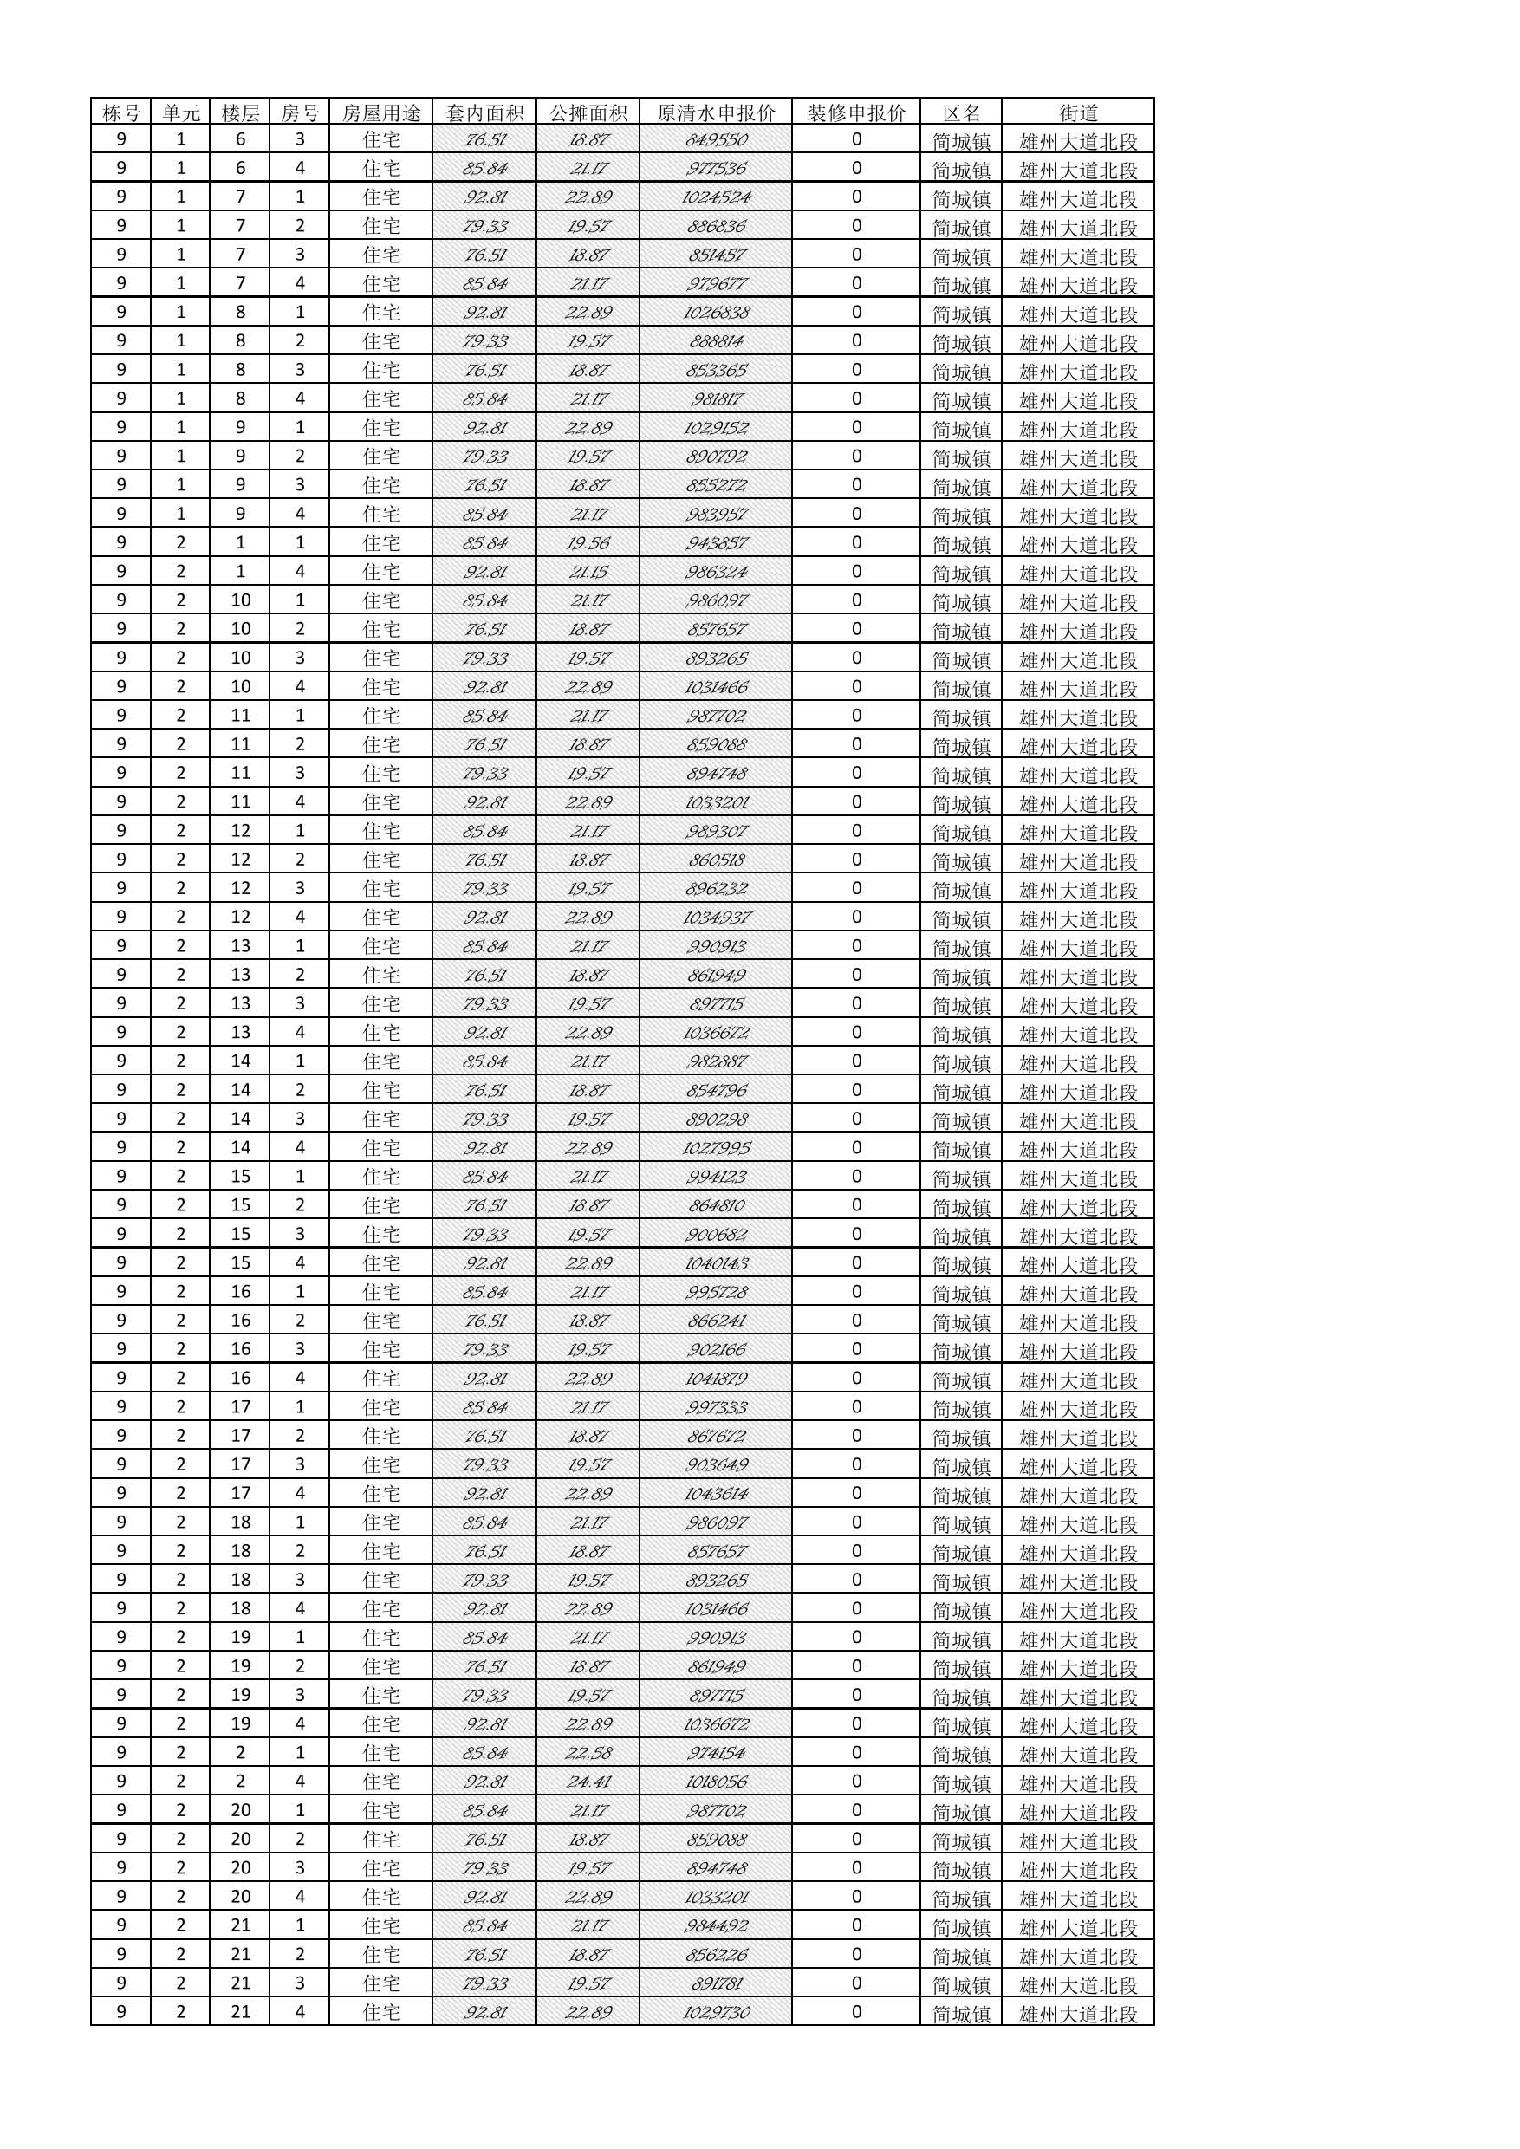 栋号 单元 楼层 房号 房屋用途 套内面积 公摊面积 原清水申报价 装修申报价 区名 街道
9 1 6 3 住宅 76.51 18.87 849550 0 简城镇 雄州大道北段
9 1 6 4 住宅 85.84 21.17 977536 0 简城镇 雄州大道北段
9 1 7 1 住宅 92.81 22.89 1024524 0 简城镇 雄州大道北段
9 1 7 2 住宅 79.33 19.57 886836 0 简城镇 雄州大道北段
9 1 7 3 住宅 76.51 18.87 851457 0 简城镇 雄州大道北段
9 1 7 4 住宅 85.84 21.17 979677 0 简城镇 雄州大道北段
9 1 8 1 住宅 92.81 22.89 1026838 0 简城镇 雄州大道北段
9 1 8 2 住宅 79.33 19.57 888814 0 简城镇 雄州大道北段
9 1 8 3 住宅 76.51 18.87 853365 0 简城镇 雄州大道北段
9 1 8 4 住宅 85.84 21.17 981817 0 简城镇 雄州大道北段
9 1 9 1 住宅 92.81 22.89 1029152 0 简城镇 雄州大道北段
9 1 9 2 住宅 79.33 19.57 890792 0 简城镇 雄州大道北段
9 1 9 3 住宅 76.51 18.87 855272 0 简城镇 雄州大道北段
9 1 9 4 住宅 85.84 21.17 983957 0 简城镇 雄州大道北段
9 2 1 1 住宅 85.84 19.56 943857 0 简城镇 雄州大道北段
9 2 1 4 住宅 92.81 21.15 986324 0 简城镇 雄州大道北段
9 2 10 1 住宅 85.84 21.17 986097 0 简城镇 雄州大道北段
9 2 10 2 住宅 76.51 18.87 857657 0 简城镇 雄州大道北段
9 2 10 3 住宅 79.33 19.57 893265 0 简城镇 雄州大道北段
9 2 10 4 住宅 92.81 22.89 1031466 0 简城镇 雄州大道北段
9 2 11 1 住宅 85.84 21.17 987702 0 简城镇 雄州大道北段
9 2 11 2 住宅 76.51 18.87 859088 0 简城镇 雄州大道北段
9 2 11 3 住宅 79.33 19.57 894748 0 简城镇 雄州大道北段
9 2 11 4 住宅 92.81 22.89 1033201 0 简城镇 雄州大道北段
9 2 12 1 住宅 85.84 21.17 989307 0 简城镇 雄州大道北段
9 2 12 2 住宅 76.51 18.87 860518 0 简城镇 雄州大道北段
9 2 12 3 住宅 79.33 19.57 896232 0 简城镇 雄州大道北段
9 2 12 4 住宅 92.81 22.89 1034937 0 简城镇 雄州大道北段
9 2 13 1 住宅 85.84 21.17 990913 0 简城镇 雄州大道北段
9 2 13 2 住宅 76.51 18.87 861949 0 简城镇 雄州大道北段
9 2 13 3 住宅 79.33 19.57 897715 0 简城镇 雄州大道北段
9 2 13 4 住宅 92.81 22.89 1036672 0 简城镇 雄州大道北段
9 2 14 1 住宅 85.84 21.17 982887 0 简城镇 雄州大道北段
9 2 14 2 住宅 76.51 18.87 854796 0 简城镇 雄州大道北段
9 2 14 3 住宅 79.33 19.57 890298 0 简城镇 雄州大道北段
9 2 14 4 住宅 92.81 22.89 1027995 0 简城镇 雄州大道北段
9 2 15 1 住宅 85.84 21.17 994123 0 简城镇 雄州大道北段
9 2 15 2 住宅 76.51 18.87 864810 0 简城镇 雄州大道北段
9 2 15 3 住宅 79.33 19.57 900682 0 简城镇 雄州大道北段
9 2 15 4 住宅 92.81 22.89 1040143 0 简城镇 雄州大道北段
9 2 16 1 住宅 85.84 21.17 995728 0 简城镇 雄州大道北段
9 2 16 2 住宅 76.51 18.87 866241 0 简城镇 雄州大道北段
9 2 16 3 住宅 79.33 19.57 902166 0 简城镇 雄州大道北段
9 2 16 4 住宅 92.81 22.89 1041879 0 简城镇 雄州大道北段
9 2 17 1 住宅 85.84 21.17 997333 0 简城镇 雄州大道北段
9 2 17 2 住宅 76.51 18.87 867672 0 简城镇 雄州大道北段
9 2 17 3 住宅 79.33 19.57 903649 0 简城镇 雄州大道北段
9 2 17 4 住宅 92.81 22.89 1043614 0 简城镇 雄州大道北段
9 2 18 1 住宅 85.84 21.17 986097 0 简城镇 雄州大道北段
9 2 18 2 住宅 76.51 18.87 857657 0 简城镇 雄州大道北段
9 2 18 3 住宅 79.33 19.57 893265 0 简城镇 雄州大道北段
9 2 18 4 住宅 92.81 22.89 1031466 0 简城镇 雄州大道北段
9 2 19 1 住宅 85.84 21.17 990913 0 简城镇 雄州大道北段
9 2 19 2 住宅 76.51 18.87 861949 0 简城镇 雄州大道北段
9 2 19 3 住宅 79.33 19.57 897715 0 简城镇 雄州大道北段
9 2 19 4 住宅 92.81 22.89 1036672 0 简城镇 雄州大道北段
9 2 2 1 住宅 85.84 22.58 974154 0 简城镇 雄州大道北段
9 2 2 4 住宅 92.81 24.41 1018056 0 简城镇 雄州大道北段
9 2 20 1 住宅 85.84 21.17 987702 0 简城镇 雄州大道北段
9 2 20 2 住宅 76.51 18.87 859088 0 简城镇 雄州大道北段
9 2 20 3 住宅 79.33 19.57 894748 0 简城镇 雄州大道北段
9 2 20 4 住宅 92.81 22.89 1033201 0 简城镇 雄州大道北段
9 2 21 1 住宅 85.84 21.17 984492 0 简城镇 雄州大道北段
9 2 21 2 住宅 76.51 18.87 856226 0 简城镇 雄州大道北段
9 2 21 3 住宅 79.33 19.57 891781 0 简城镇 雄州大道北段
9 2 21 4 住宅 92.81 22.89 1029730 0 简城镇 雄州大道北段